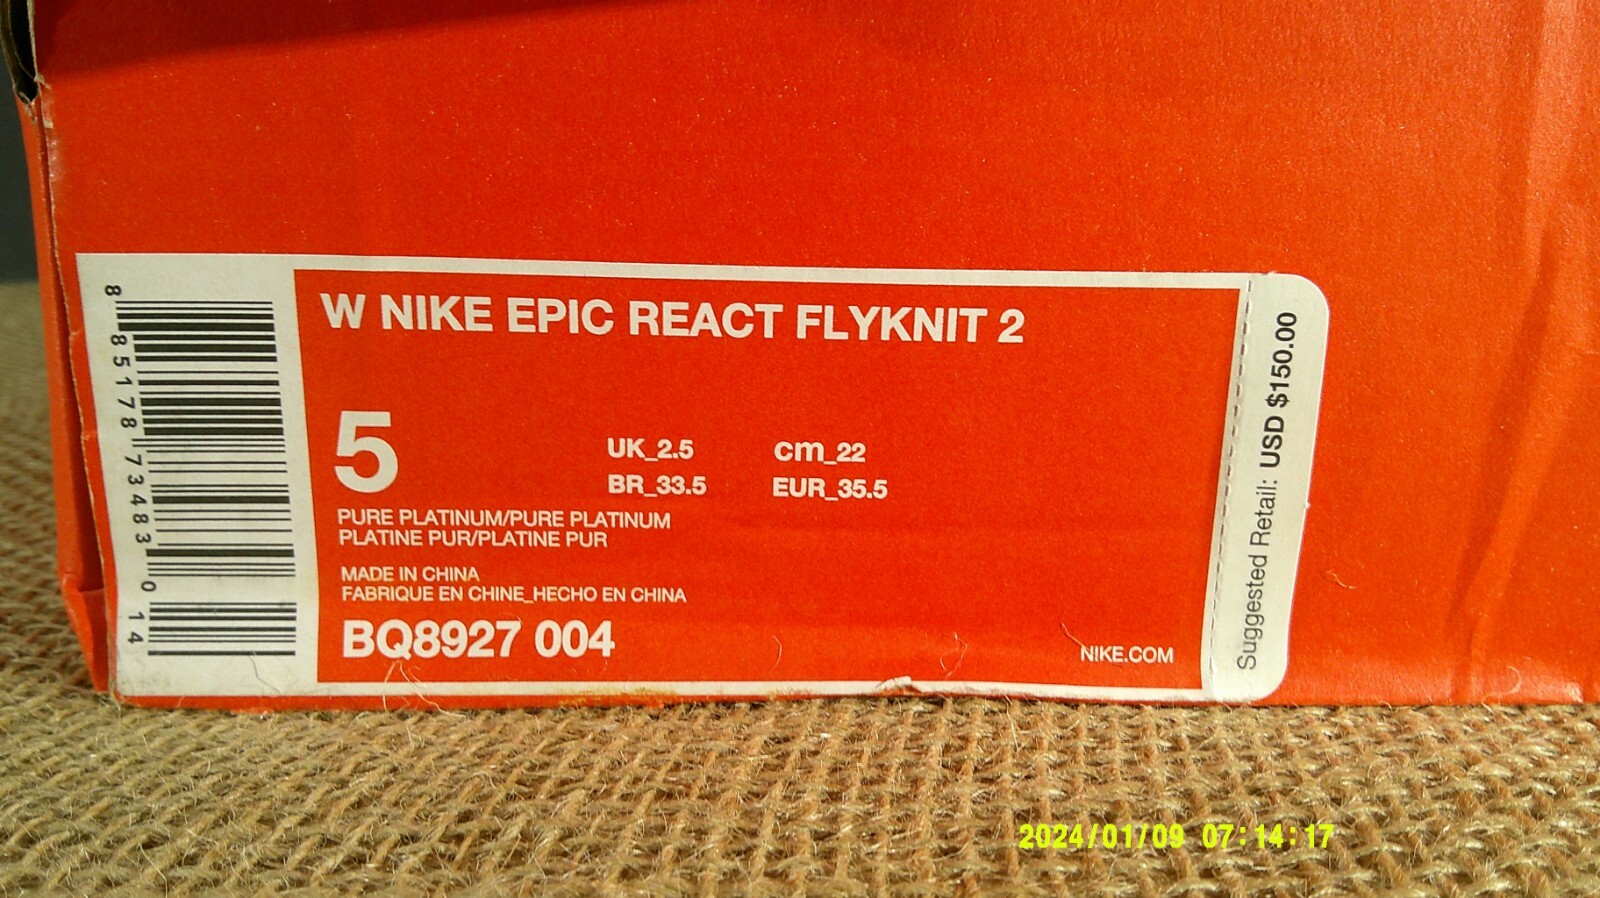 W NIKE EPIC REACT FLYKNIT 2
5
UK_2.5 cm_22
BR_33.5 EUR_35.5
PURE PLATINUM/PURE PLATINUM
PLATINE PUR/PLATINE PUR
MADE IN CHINA
FABRIQUE EN CHINE_HECHO EN CHINA
BQ8927 004
NIKE.COM
8 85178 73483 0 14
Suggested Retail: USD $150.00
2024/01/09 07:14:17